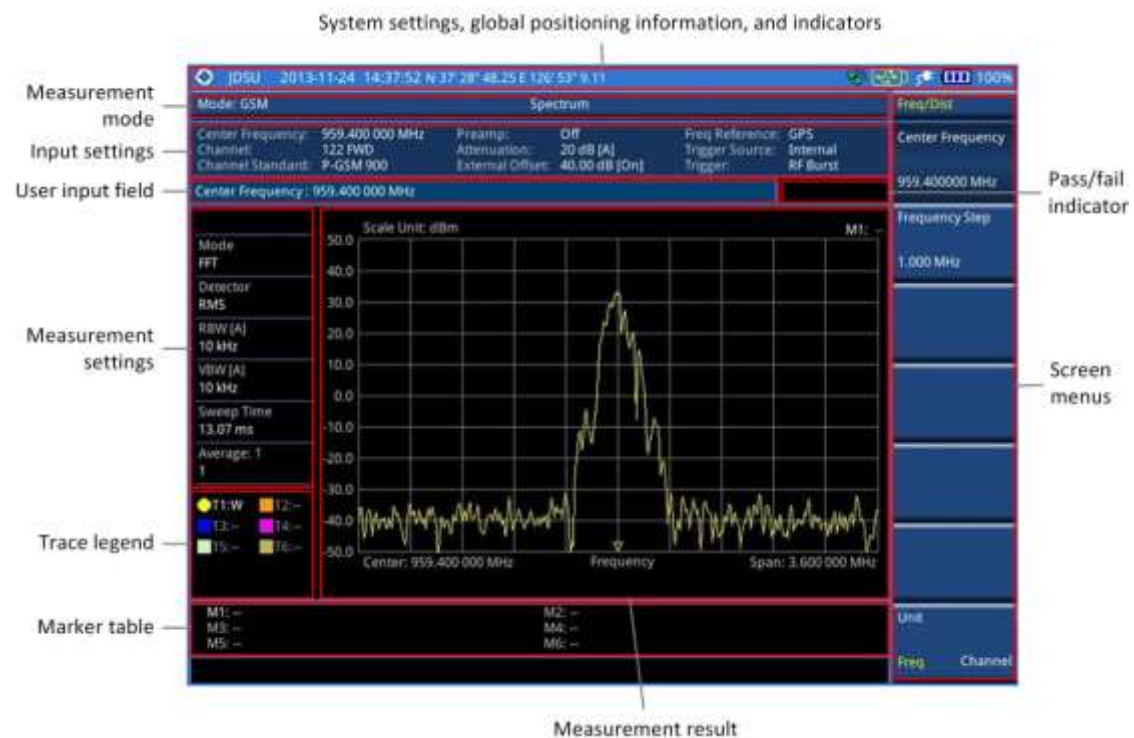 System settings, global positioning information, and indicators
JDSU 2013-11-24 14:37:52 N 37° 28" 48.25 E 126° 53" 9.11 100%
Measurement mode
Mode: GSM Spectrum
Freq/Dist
Input settings
Center Frequency: 959.400 000 MHz Preamp: Off Freq Reference: GPS
Channel: 122 FWD Attenuation: 20 dB [A] Trigger Source: Internal
Channel Standard: P-GSM 900 External Offset: 40.00 dB [On] Trigger: RF Burst
Center Frequency
959.400000 MHz
User input field
Center Frequency : 959.400 000 MHz
Pass/fail indicator
Frequency Step
1.000 MHz
Scale Unit: dBm M1: --
Measurement settings
Mode
FFT
Detector
RMS
RBW [A]
10 kHz
VBW [A]
10 kHz
Sweep Time
13.07 ms
Average: 1
1
50.0
40.0
30.0
20.0
10.0
0.0
-10.0
-20.0
-30.0
-40.0
-50.0
Screen menus
Trace legend
T1:W T2:--
T3:-- T4:--
T5:-- T6:--
Center: 959.400 000 MHz Frequency Span: 3.600 000 MHz
Marker table
M1: -- M2: --
M3: -- M4: --
M5: -- M6: --
Unit
Freq Channel
Measurement result